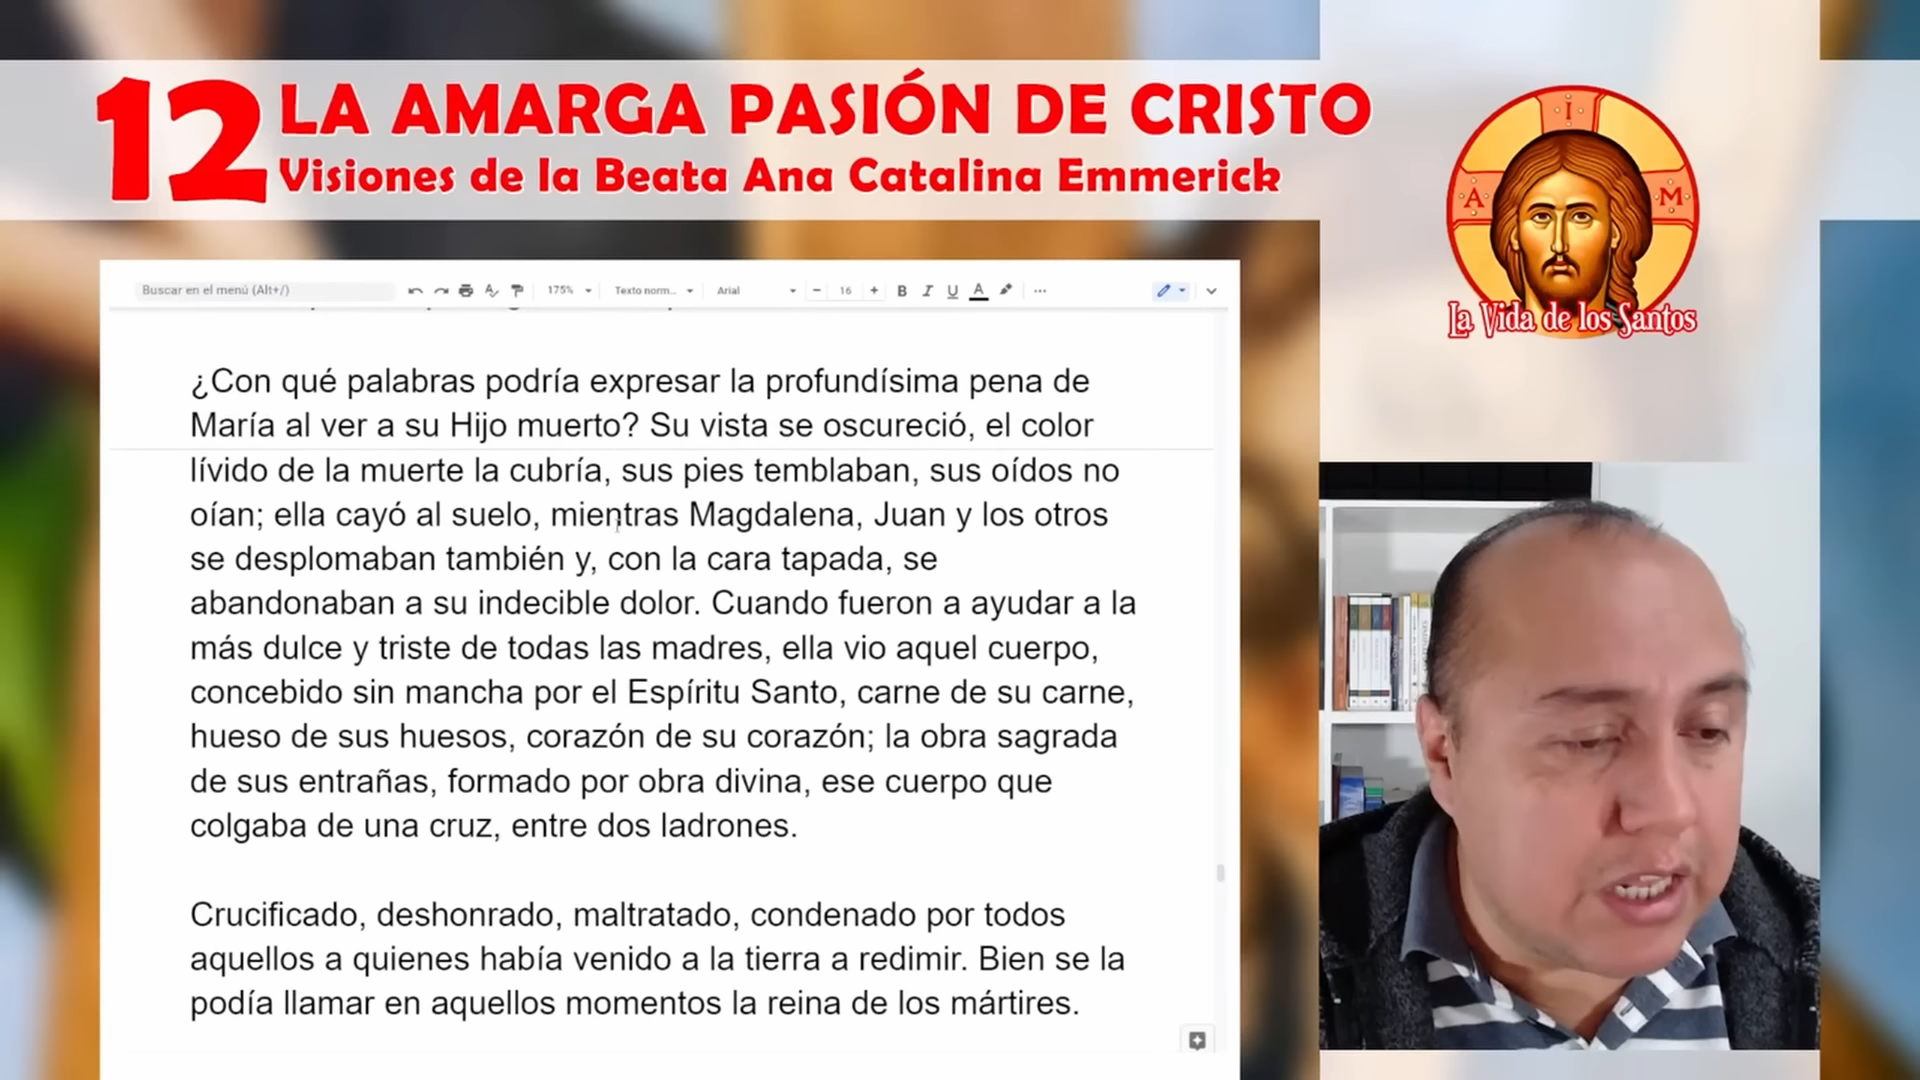 12
LA AMARGA PASIÓN DE CRISTO
Visiones de la Beata Ana Catalina Emmerick
I
A
M
La Vida de los Santos
Buscar en el menú (Alt+/)
175%
Texto norm...
Arial
16
B I U A
¿Con qué palabras podría expresar la profundísima pena de
María al ver a su Hijo muerto? Su vista se oscureció, el color
lívido de la muerte la cubría, sus pies temblaban, sus oídos no
oían; ella cayó al suelo, mientras Magdalena, Juan y los otros
se desplomaban también y, con la cara tapada, se
abandonaban a su indecible dolor. Cuando fueron a ayudar a la
más dulce y triste de todas las madres, ella vio aquel cuerpo,
concebido sin mancha por el Espíritu Santo, carne de su carne,
hueso de sus huesos, corazón de su corazón; la obra sagrada
de sus entrañas, formado por obra divina, ese cuerpo que
colgaba de una cruz, entre dos ladrones.
Crucificado, deshonrado, maltratado, condenado por todos
aquellos a quienes había venido a la tierra a redimir. Bien se la
podía llamar en aquellos momentos la reina de los mártires.